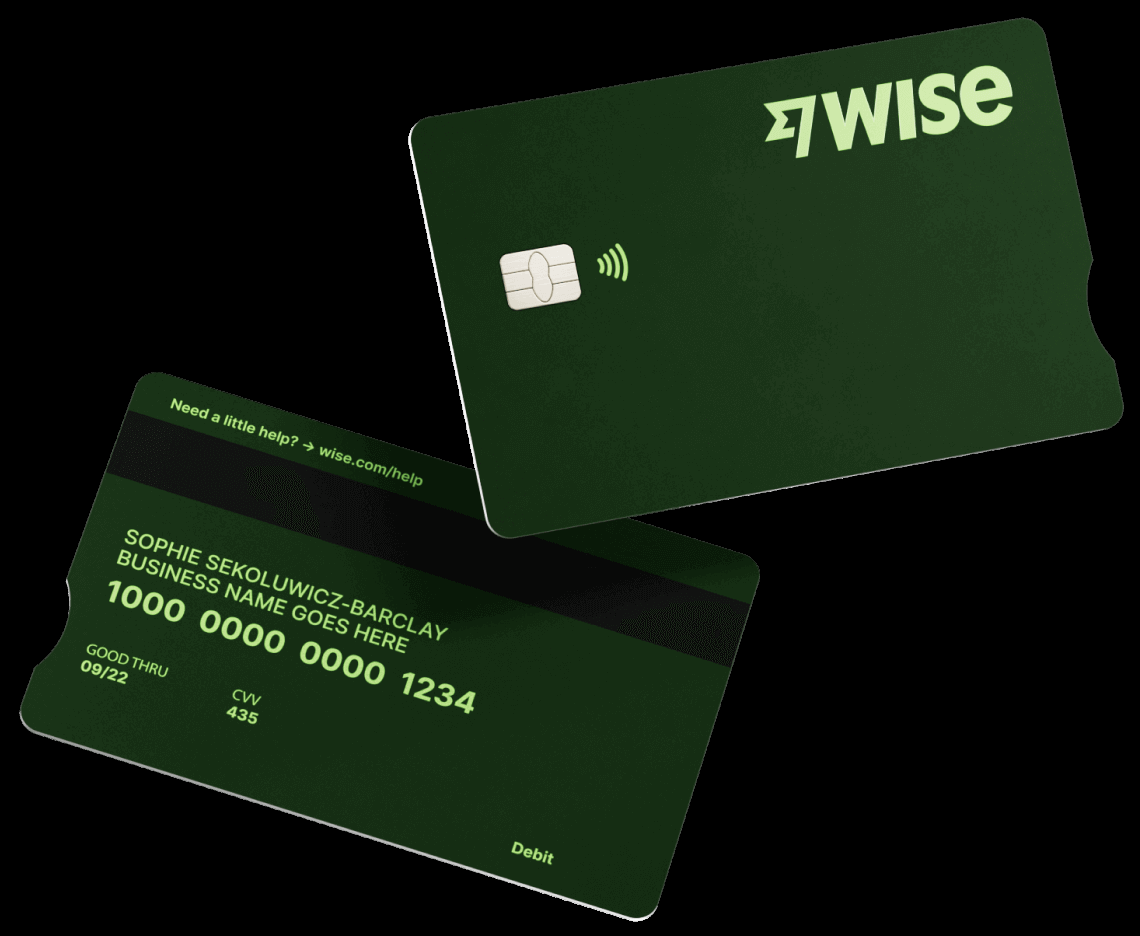 WISE
Need a little help? → wise.com/help
SOPHIE SEKOLUWICZ-BARCLAY
BUSINESS NAME GOES HERE
1000 0000 0000 1234
GOOD THRU
09/22
CVV
435
Debit